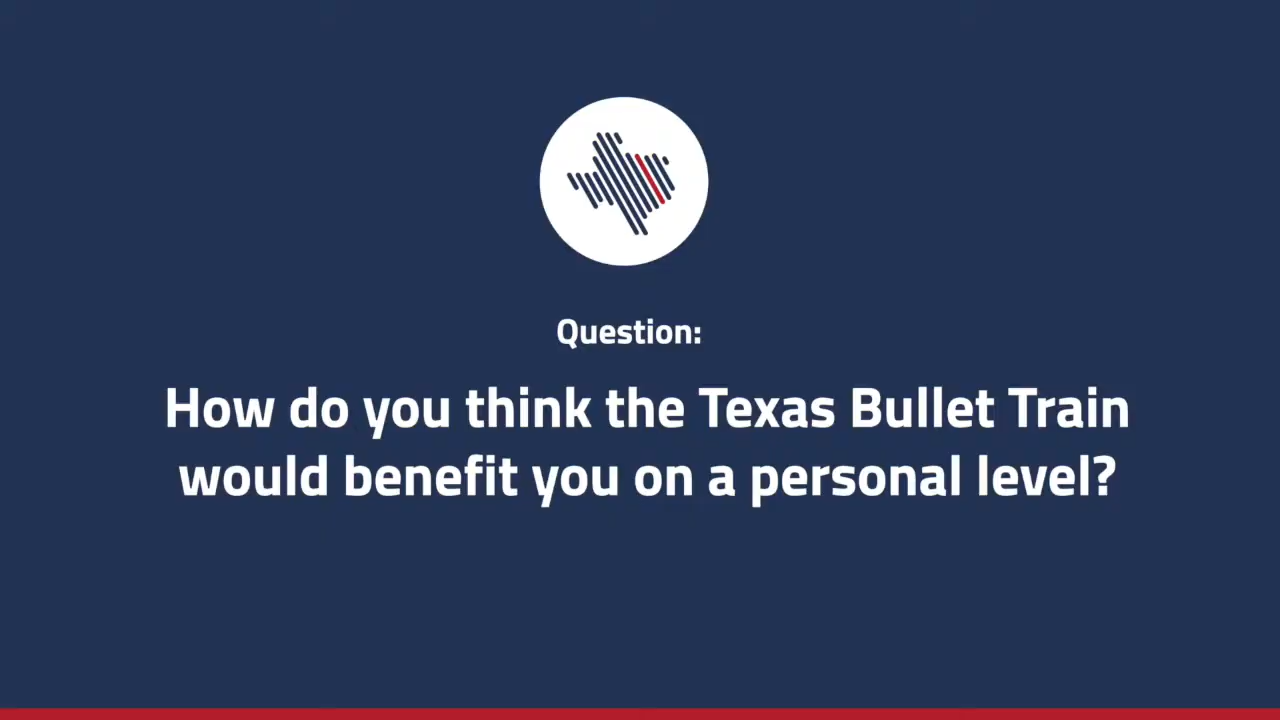 Question:
How do you think the Texas Bullet Train
would benefit you on a personal level?